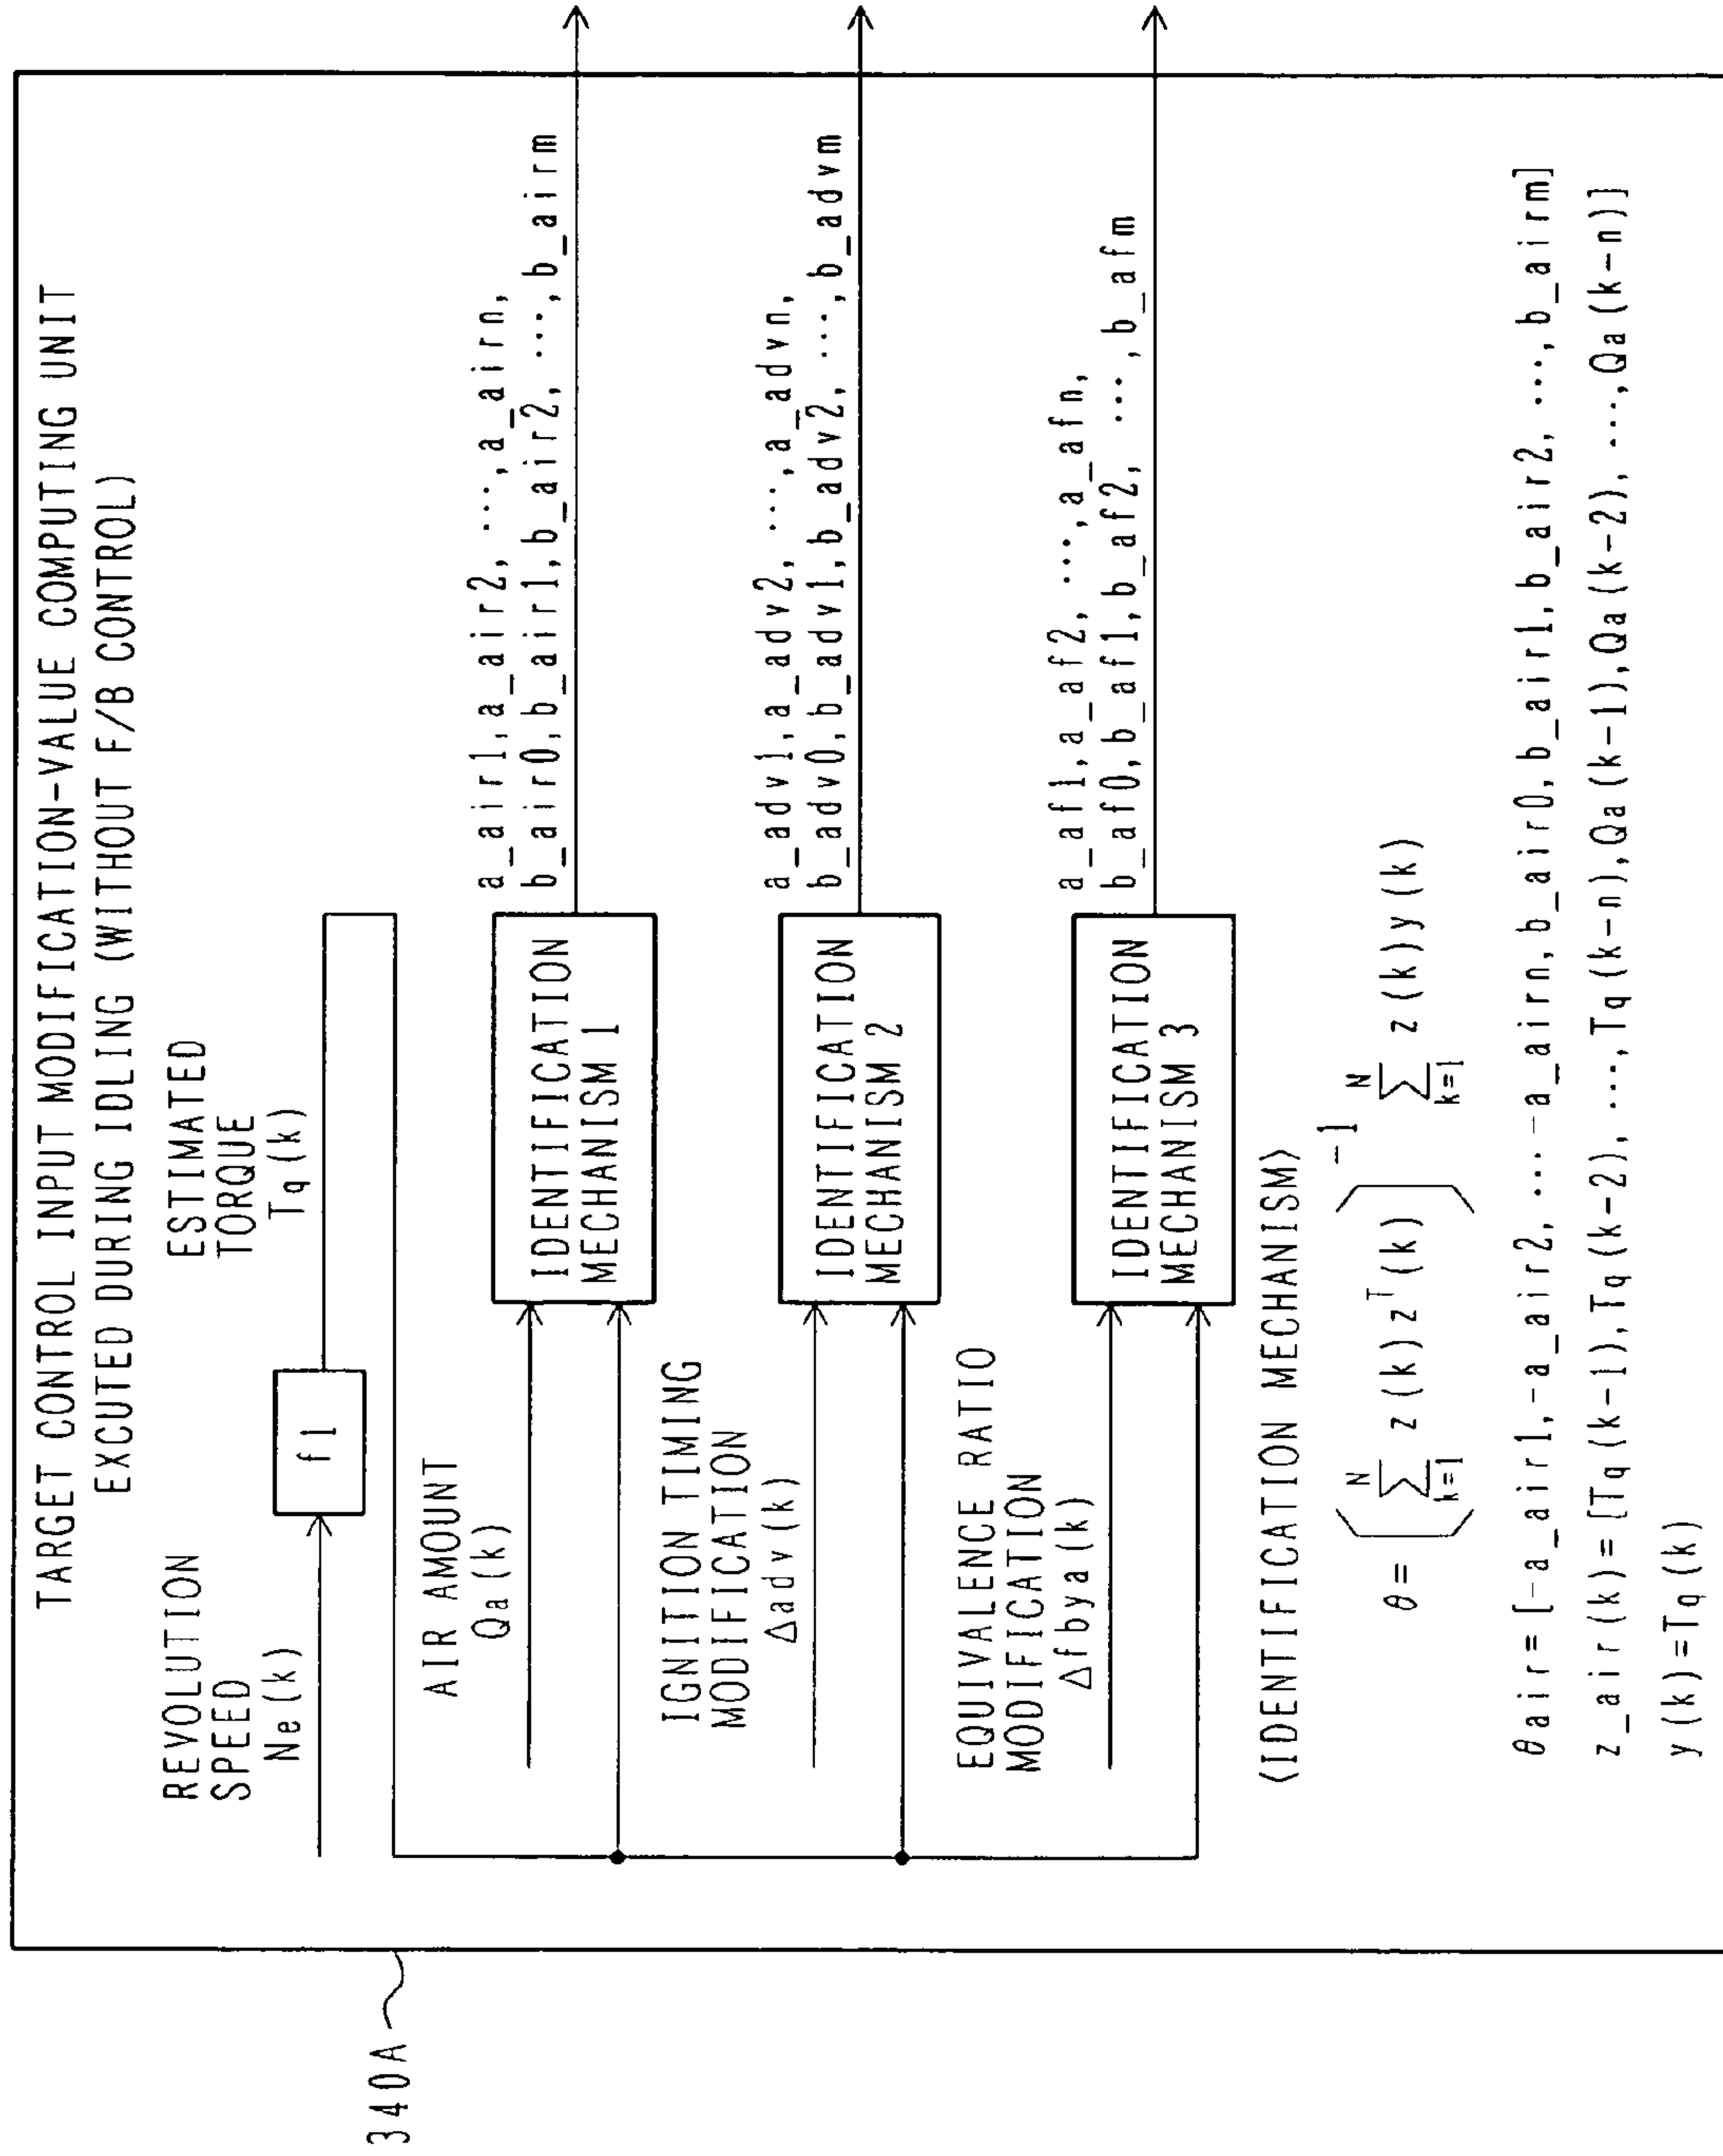 TARGET CONTROL INPUT MODIFICATION-VALUE COMPUTING UNIT
EXCUTED DURING IDLING (WITHOUT F/B CONTROL)
340A
REVOLUTION
SPEED
Ne(k)
f1
ESTIMATED
TORQUE
Tq(k)
AIR AMOUNT
Qa(k)
IDENTIFICATION
MECHANISM 1
a_air1,a_air2, ···,a_airn,
b_air0,b_air1,b_air2, ···,b_airm
IGNITION TIMING
MODIFICATION
Δadv(k)
IDENTIFICATION
MECHANISM 2
a_adv1,a_adv2, ···,a_advn,
b_adv0,b_adv1,b_adv2, ···,b_advm
EQUIVALENCE RATIO
MODIFICATION
Δfbya(k)
IDENTIFICATION
MECHANISM 3
a_af1,a_af2, ···,a_afn,
b_af0,b_af1,b_af2, ···,b_afm
⟨IDENTIFICATION MECHANISM⟩
θ=(∑_{k=1}^{N} z(k)z^T(k))^{-1} ∑_{k=1}^{N} z(k)y(k)
θair=[-a_air1,-a_air2, ···-a_airn,b_air0,b_air1,b_air2, ···,b_airm]
z_air(k)=[Tq(k-1),Tq(k-2), ···,Tq(k-n),Qa(k-1),Qa(k-2), ···,Qa(k-n)]
y(k)=Tq(k)